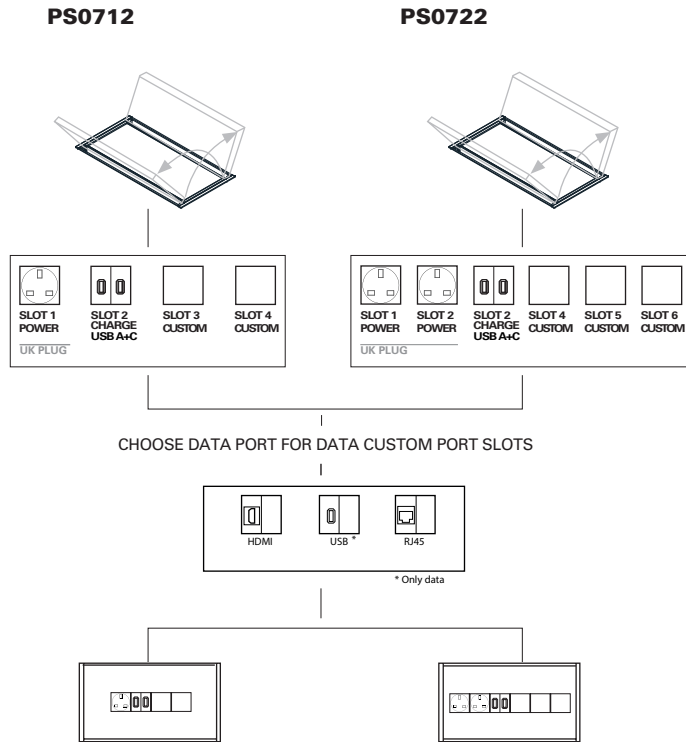 PS0712
PS0722
SLOT 1
POWER
UK PLUG
SLOT 2
CHARGE
USB A+C
SLOT 3
CUSTOM
SLOT 4
CUSTOM
SLOT 1
POWER
SLOT 2
POWER
UK PLUG
SLOT 2
CHARGE
USB A+C
SLOT 4
CUSTOM
SLOT 5
CUSTOM
SLOT 6
CUSTOM
CHOOSE DATA PORT FOR DATA CUSTOM PORT SLOTS
HDMI
USB *
RJ45
* Only data